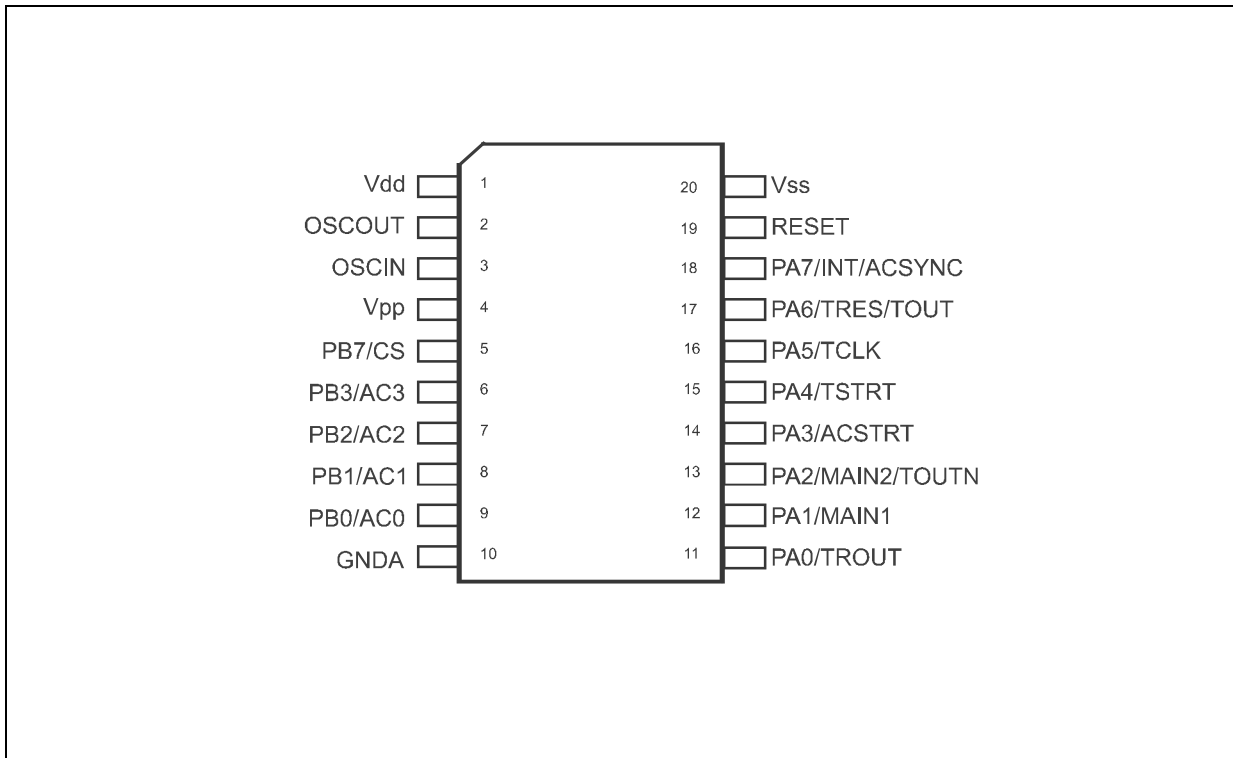 Vdd 1 20 Vss
OSCOUT 2 19 RESET
OSCIN 3 18 PA7/INT/ACSYNC
Vpp 4 17 PA6/TRES/TOUT
PB7/CS 5 16 PA5/TCLK
PB3/AC3 6 15 PA4/TSTRT
PB2/AC2 7 14 PA3/ACSTRT
PB1/AC1 8 13 PA2/MAIN2/TOUTN
PB0/AC0 9 12 PA1/MAIN1
GNDA 10 11 PA0/TROUT